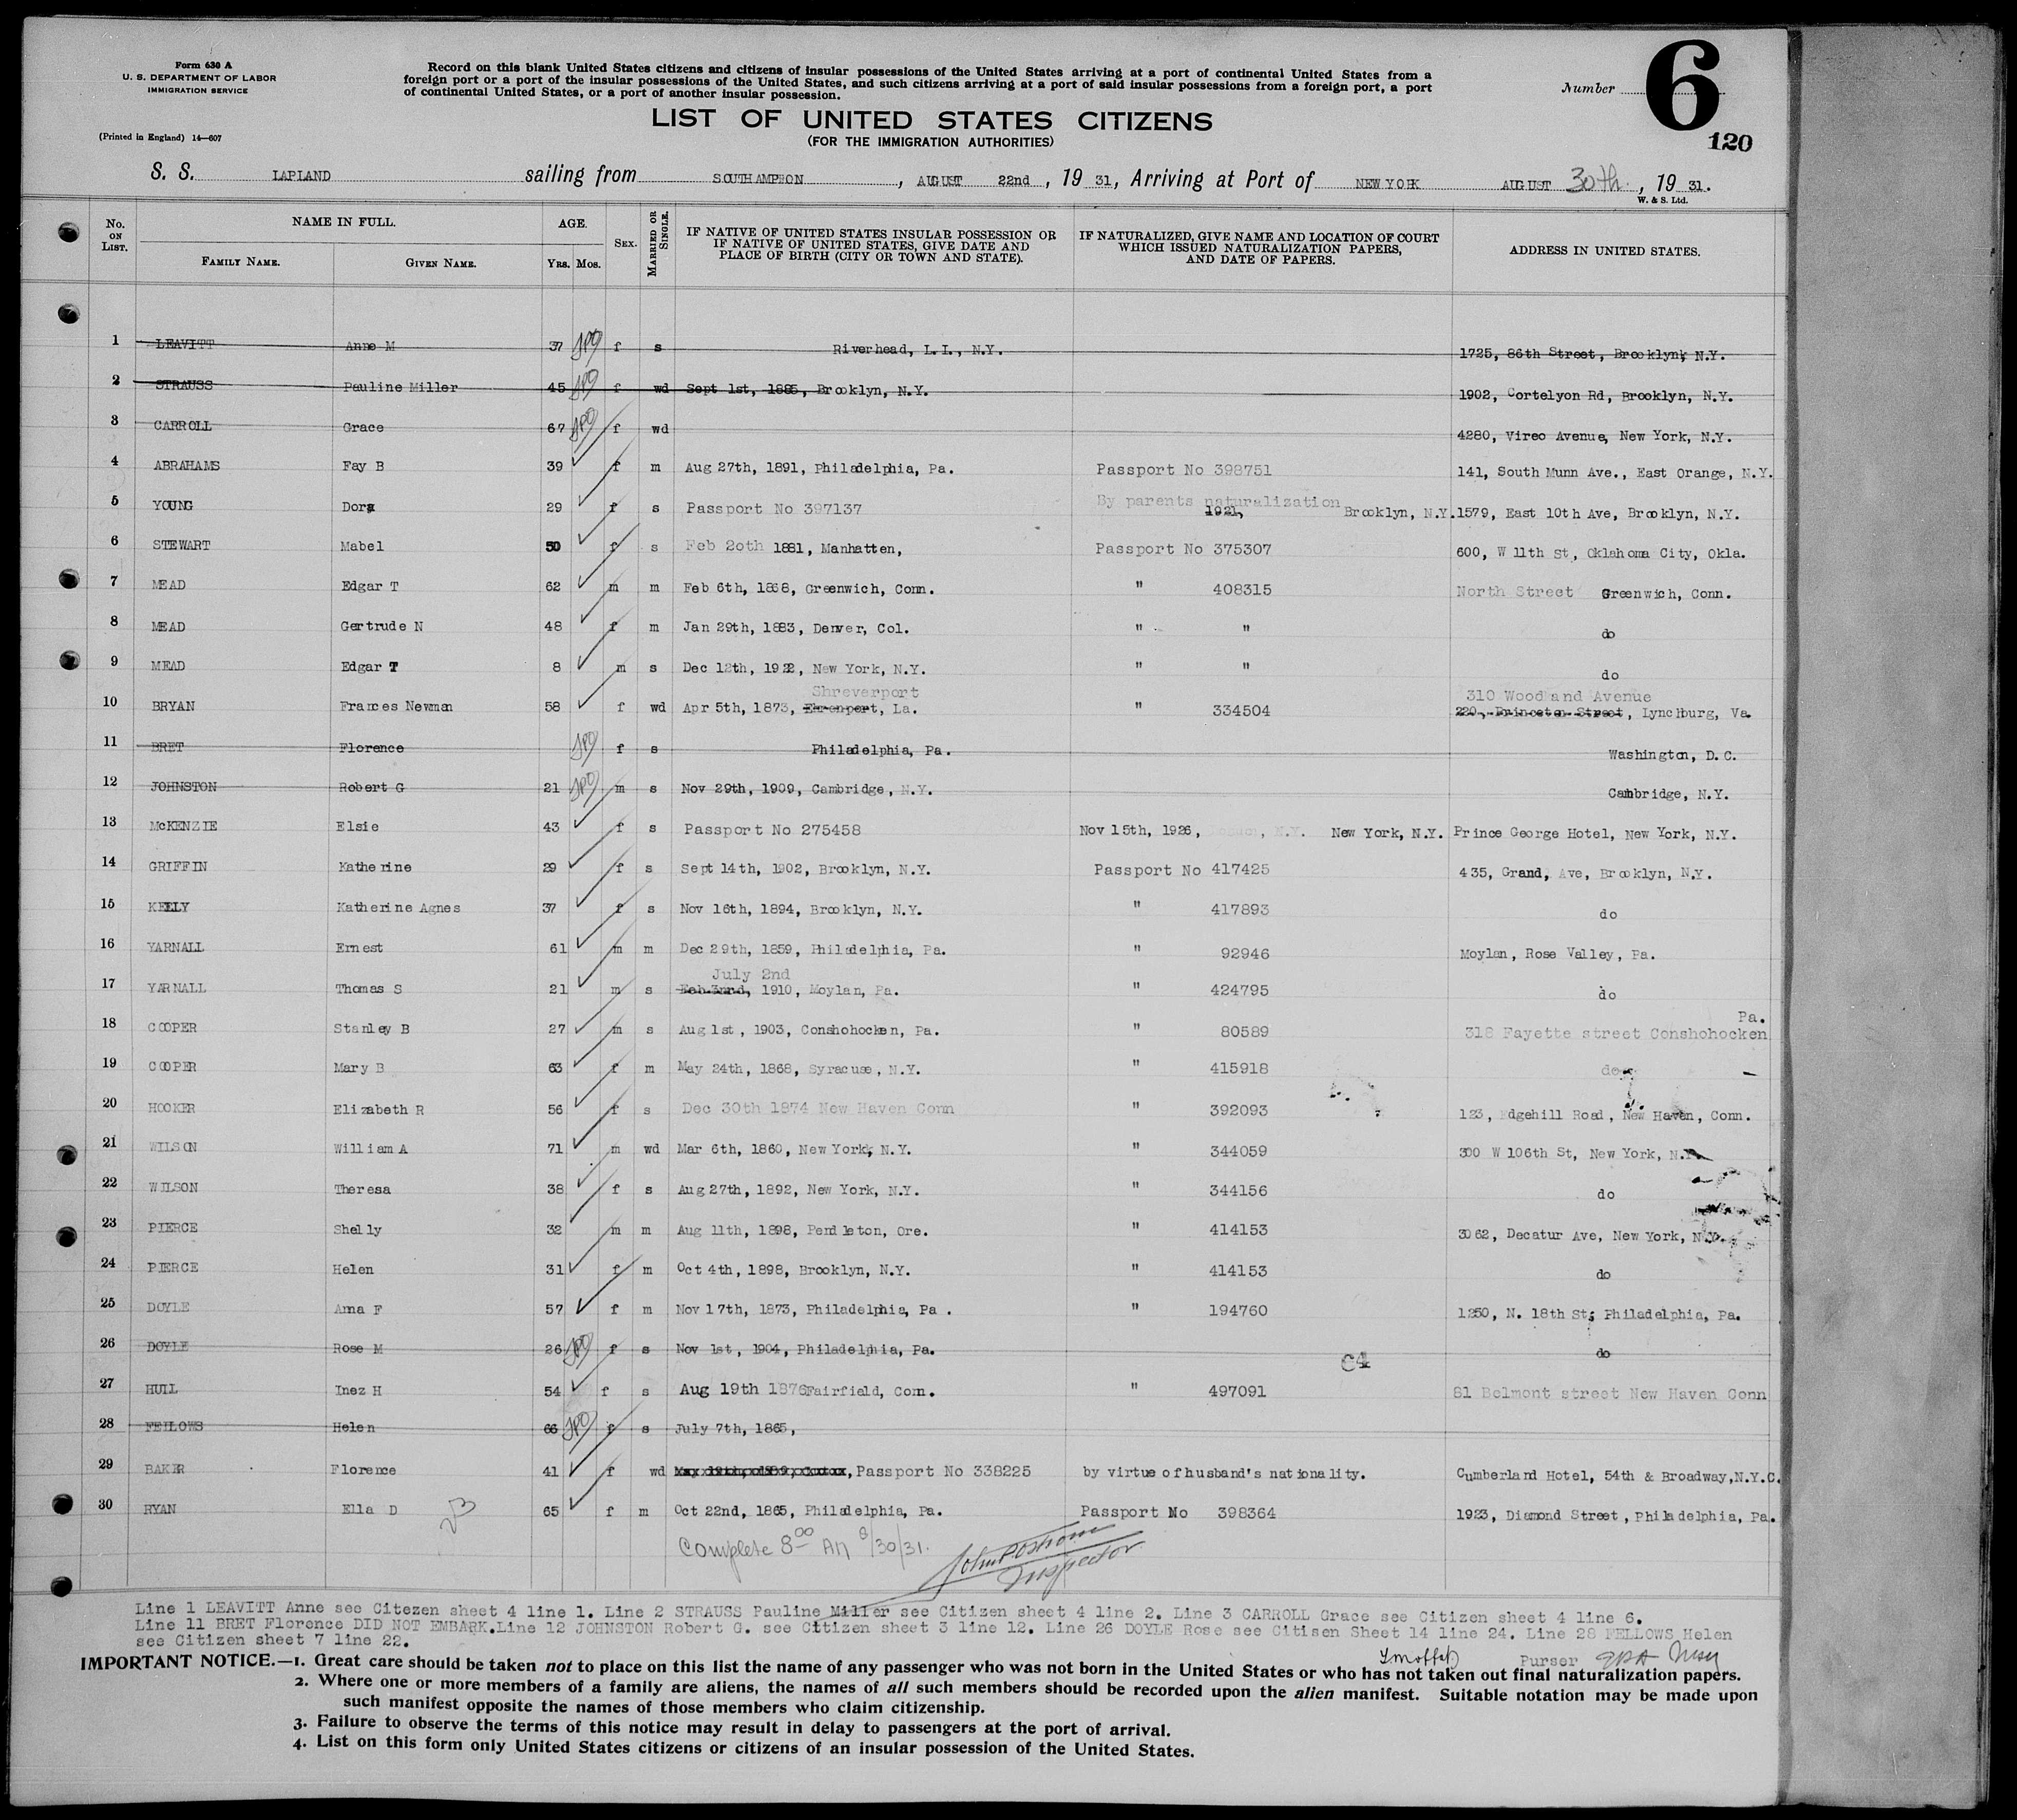 Form 630 A
U. S. DEPARTMENT OF LABOR
IMMIGRATION SERVICE
(Printed in England) 14—607
Record on this blank United States citizens and citizens of insular possessions of the United States arriving at a port of continental United States from a
foreign port or a port of the insular possessions of the United States, and such citizens arriving at a port of said insular possessions from a foreign port, a port
of continental United States, or a port of another insular possession.
Number 6
120
LIST OF UNITED STATES CITIZENS
(FOR THE IMMIGRATION AUTHORITIES)
S. S. LAPLAND sailing from SOUTHAMPTON, AUGUST 22nd, 19 31, Arriving at Port of NEW YORK AUGUST 30th, 19 31.
W. & S. Ltd.
No. ON LIST. NAME IN FULL. FAMILY NAME. GIVEN NAME. AGE. YRS. MOS. SEX. MARRIED OR SINGLE. IF NATIVE OF UNITED STATES INSULAR POSSESSION OR IF NATIVE OF UNITED STATES, GIVE DATE AND PLACE OF BIRTH (CITY OR TOWN AND STATE). IF NATURALIZED, GIVE NAME AND LOCATION OF COURT WHICH ISSUED NATURALIZATION PAPERS, AND DATE OF PAPERS. ADDRESS IN UNITED STATES.
1 LEAVITT Anne M 37 f s Riverhead, L.I., N.Y. 1725, 86th Street, Brooklyn, N.Y.
2 STRAUSS Pauline Miller 45 f wd Sept 1st, 1885, Brooklyn, N.Y. 1902, Cortelyon Rd, Brooklyn, N.Y.
3 CARROLL Grace 67 f wd 4280, Vireo Avenue, New York, N.Y.
4 ABRAHAMS Fay B 39 f m Aug 27th, 1891, Philadelphia, Pa. Passport No 398751 141, South Munn Ave., East Orange, N.Y.
5 YOUNG Dora 29 f s Passport No 397137 By parents naturalization 1921, Brooklyn, N.Y. 1579, East 10th Ave, Brooklyn, N.Y.
6 STEWART Mabel 50 f s Feb 20th 1881, Manhatten, Passport No 375307 600, W 11th St, Oklahoma City, Okla.
7 MEAD Edgar T 62 m m Feb 6th, 1868, Greenwich, Conn. " 408315 North Street Greenwich, Conn.
8 MEAD Gertrude N 48 f m Jan 29th, 1883, Denver, Col. " " do
9 MEAD Edgar T 8 m s Dec 12th, 1922, New York, N.Y. " " do
Shreverport 310 Woodland Avenue
10 BRYAN Frances Newman 58 f wd Apr 5th, 1873, La. " 334504 220, Princeton Street, Lynchburg, Va.
11 BRET Florence f s Philadelphia, Pa. Washington, D.C.
12 JOHNSTON Robert G 21 m s Nov 29th, 1909, Cambridge, N.Y. Cambridge, N.Y.
13 McKENZIE Elsie 43 f s Passport No 275458 Nov 15th, 1926, New York, N.Y. Prince George Hotel, New York, N.Y.
14 GRIFFIN Katherine 29 f s Sept 14th, 1902, Brooklyn, N.Y. Passport No 417425 435, Grand, Ave, Brooklyn, N.Y.
15 KEELY Katherine Agnes 37 f s Nov 16th, 1894, Brooklyn, N.Y. " 417893 do
16 YARNALL Ernest 61 m m Dec 29th, 1859, Philadelphia, Pa. " 92946 Moylan, Rose Valley, Pa.
July 2nd
17 YARNALL Thomas S 21 m s 1910, Moylan, Pa. " 424795 do
Pa.
18 COOPER Stanley B 27 m s Aug 1st, 1903, Conshohocken, Pa. " 80589 318 Fayette street Conshohocken
19 COOPER Mary B 63 f m May 24th, 1868, Syracuse, N.Y. " 415918 do
20 HOOKER Elizabeth R 56 f s Dec 30th 1874 New Haven Conn " 392093 123, Edgehill Road, New Haven, Conn.
21 WILSON William A 71 m wd Mar 6th, 1860, New York, N.Y. " 344059 300 W 106th St, New York, N.Y.
22 WILSON Theresa 38 f s Aug 27th, 1892, New York, N.Y. " 344156 do
23 PIERCE Shelly 32 m m Aug 11th, 1898, Pendleton, Ore. " 414153 3062, Decatur Ave, New York, N.Y.
24 PIERCE Helen 31 f m Oct 4th, 1898, Brooklyn, N.Y. " 414153 do
25 DOYLE Anna F 57 f m Nov 17th, 1873, Philadelphia, Pa. " 194760 1250, N. 18th St; Philadelphia, Pa.
26 DOYLE Rose M 26 f s Nov 1st, 1904, Philadelphia, Pa. do
C4
27 HULL Inez H 54 f s Aug 19th 1876 Fairfield, Conn. " 497091 81 Belmont street New Haven Conn
28 FELLOWS Helen 66 f s July 7th, 1865,
29 BAKER Florence 41 f wd Passport No 338225 by virtue of husband's nationality. Cumberland Hotel, 54th & Broadway, N.Y.C.
30 RYAN Ella D 65 f m Oct 22nd, 1865, Philadelphia, Pa. Passport No 398364 1923, Diamond Street, Philadelphia, Pa.
23
Complete 8 00 AM 8/30/31.
Inspector
Line 1 LEAVITT Anne see Citezen sheet 4 line 1. Line 2 STRAUSS Pauline Miller see Citizen sheet 4 line 2. Line 3 CARROLL Grace see Citizen sheet 4 line 6.
Line 11 BRET Florence DID NOT EMBARK. Line 12 JOHNSTON Robert G. see Citizen sheet 3 line 12. Line 26 DOYLE Rose see Citisen Sheet 14 line 24. Line 28 FELLOWS Helen
see Citizen sheet 7 line 22.
Purser
IMPORTANT NOTICE.—1. Great care should be taken not to place on this list the name of any passenger who was not born in the United States or who has not taken out final naturalization papers.
2. Where one or more members of a family are aliens, the names of all such members should be recorded upon the alien manifest. Suitable notation may be made upon
such manifest opposite the names of those members who claim citizenship.
3. Failure to observe the terms of this notice may result in delay to passengers at the port of arrival.
4. List on this form only United States citizens or citizens of an insular possession of the United States.